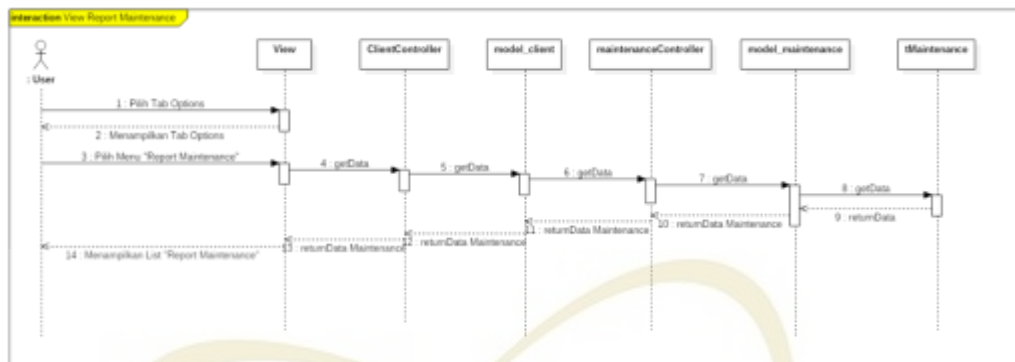 interaction View Report Maintenance
: User
View
ClientController
model_client
maintenanceController
model_maintenance
tMaintenance
1 : Pilih Tab Options
2 : Menampilkan Tab Options
3 : Pilih Menu "Report Maintenance"
4 : getData
5 : getData
6 : getData
7 : getData
8 : getData
9 : returnData
10 : returnData Maintenance
11 : returnData Maintenance
12 : returnData Maintenance
13 : returnData Maintenance
14 : Menampilkan List "Report Maintenance"